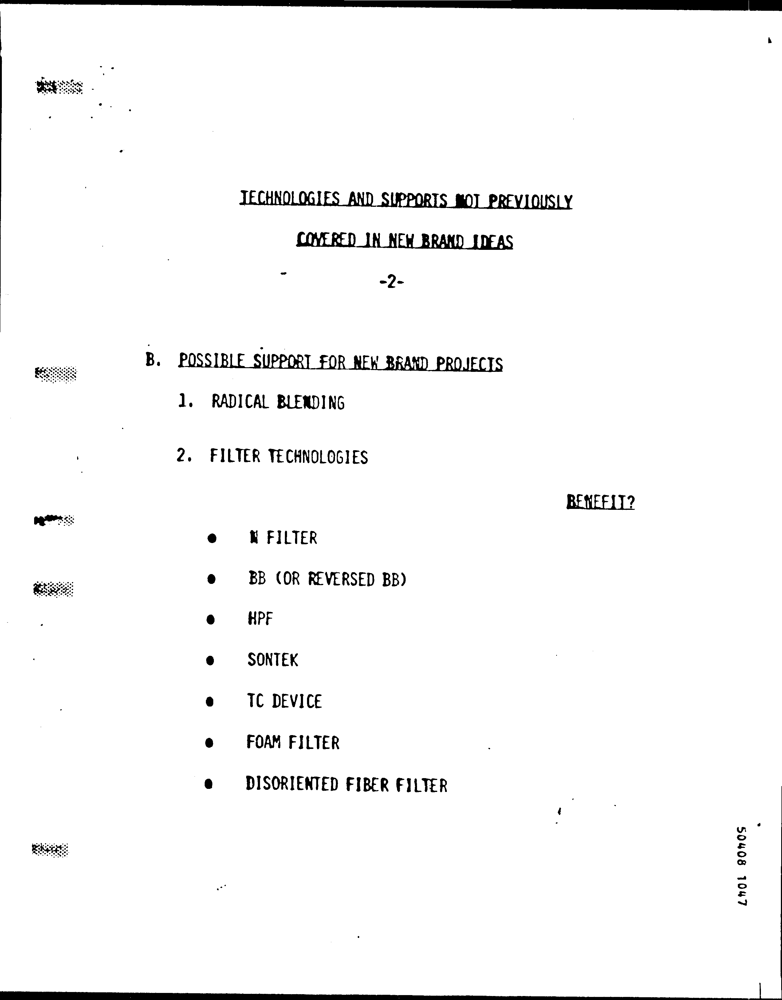 TECHNOLOGIES AND SUPPORTS NOT PREVIOUSLY
COVERED IN NEW BRAND IDEAS
-2-
B. POSSIBLE SUPPORT FOR NEW BRAND PROJECTS
1. RADICAL BLENDING
2. FILTER TECHNOLOGIES
BENEFIT?
● N FILTER
● BB (OR REVERSED BB)
● HPF
● SONTEK
● TC DEVICE
● FOAM FILTER
● DISORIENTED FIBER FILTER
50408 1047